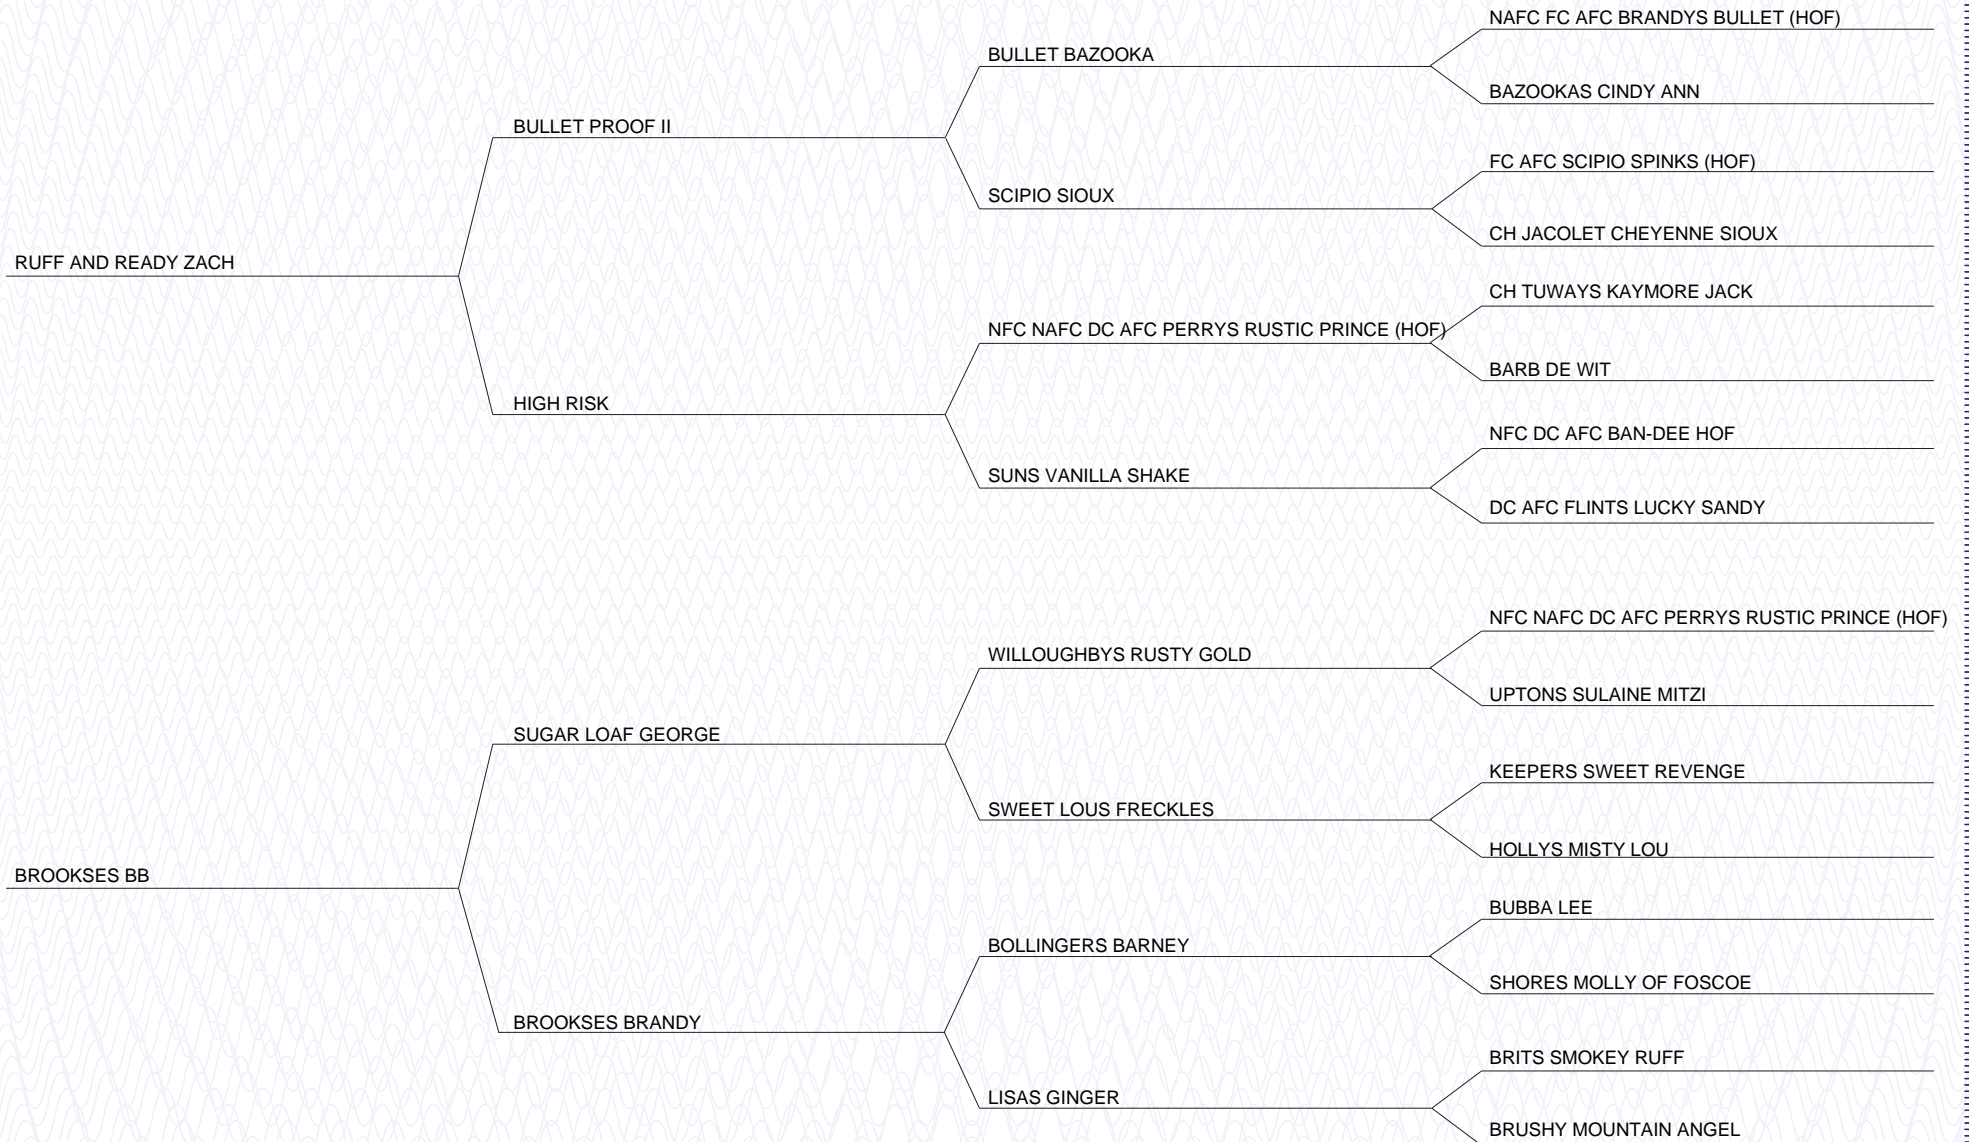 NAFC FC AFC BRANDYS BULLET (HOF)
BULLET BAZOOKA
BAZOOKAS CINDY ANN
BULLET PROOF II
FC AFC SCIPIO SPINKS (HOF)
SCIPIO SIOUX
CH JACOLET CHEYENNE SIOUX
RUFF AND READY ZACH
CH TUWAYS KAYMORE JACK
NFC NAFC DC AFC PERRYS RUSTIC PRINCE (HOF)
BARB DE WIT
HIGH RISK
NFC DC AFC BAN-DEE HOF
SUNS VANILLA SHAKE
DC AFC FLINTS LUCKY SANDY
NFC NAFC DC AFC PERRYS RUSTIC PRINCE (HOF)
WILLOUGHBYS RUSTY GOLD
UPTONS SULAINE MITZI
SUGAR LOAF GEORGE
KEEPERS SWEET REVENGE
SWEET LOUS FRECKLES
HOLLYS MISTY LOU
BROOKSES BB
BUBBA LEE
BOLLINGERS BARNEY
SHORES MOLLY OF FOSCOE
BROOKSES BRANDY
BRITS SMOKEY RUFF
LISAS GINGER
BRUSHY MOUNTAIN ANGEL